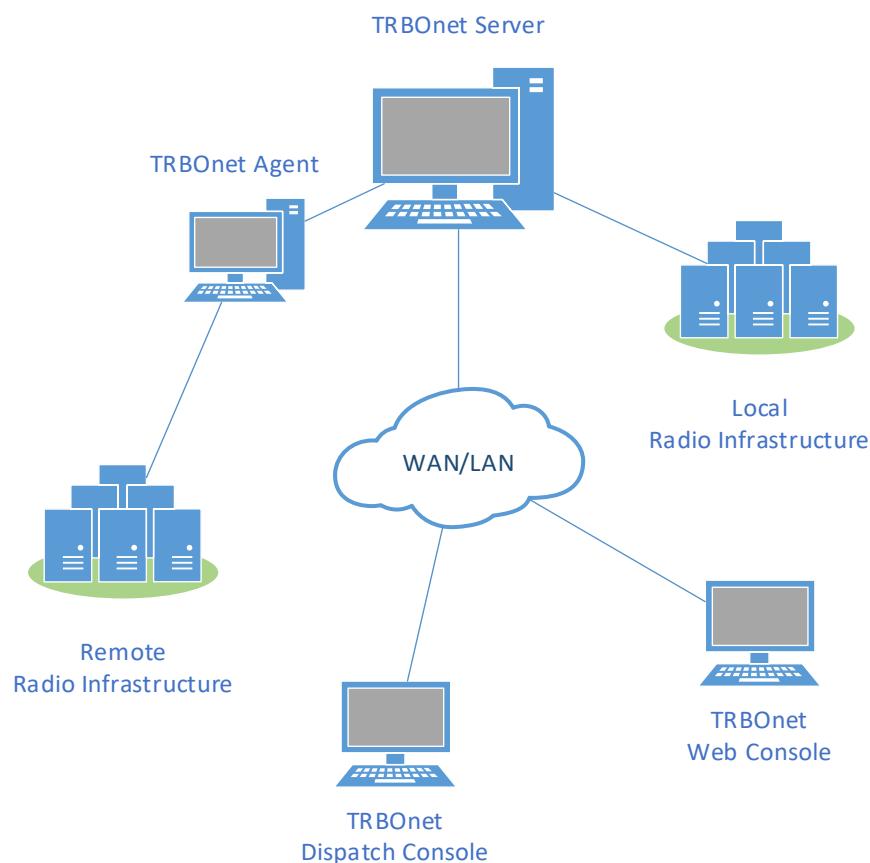 TRBOnet Server
TRBOnet Agent
Local
Radio Infrastructure
WAN/LAN
Remote
Radio Infrastructure
TRBOnet
Web Console
TRBOnet
Dispatch Console